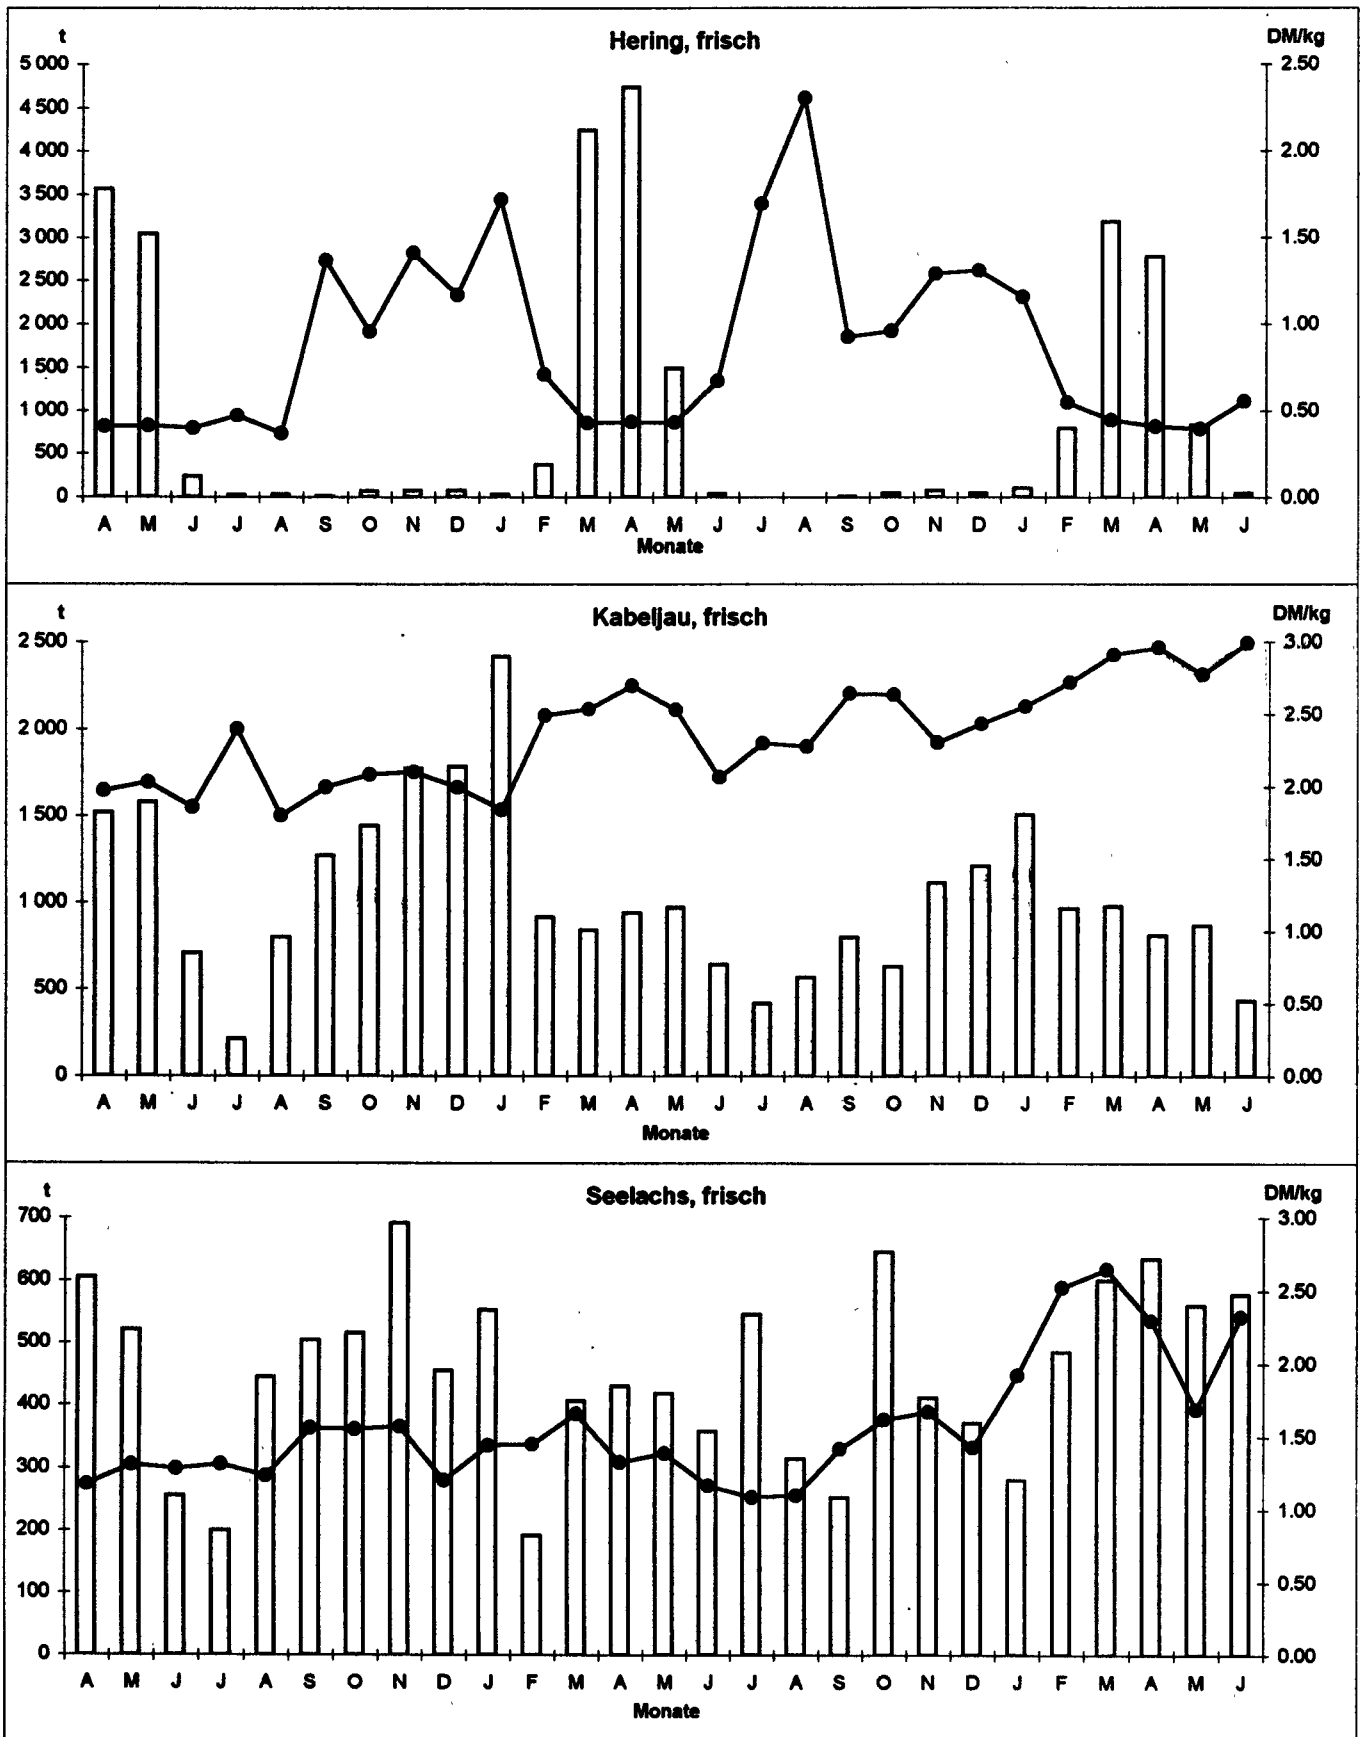 t Hering, frisch DM/kg
5 000 2.50
4 500
4 000 2.00
3 500
3 000 1.50
2 500
2 000 1.00
1 500
1 000 0.50
500
0 0.00
A M J J A S O N D J F M A M J J A S O N D J F M A M J
Monate
t Kabeljau, frisch DM/kg
2 500 3.00
2.50
2 000
2.00
1 500
1.50
1 000
1.00
500
0.50
0 0.00
A M J J A S O N D J F M A M J J A S O N D J F M A M J
Monate
t Seelachs, frisch DM/kg
700 3.00
600
2.50
500
2.00
400
1.50
300
200
1.00
100
0.50
0 0.00
A M J J A S O N D J F M A M J J A S O N D J F M A M J
Monate